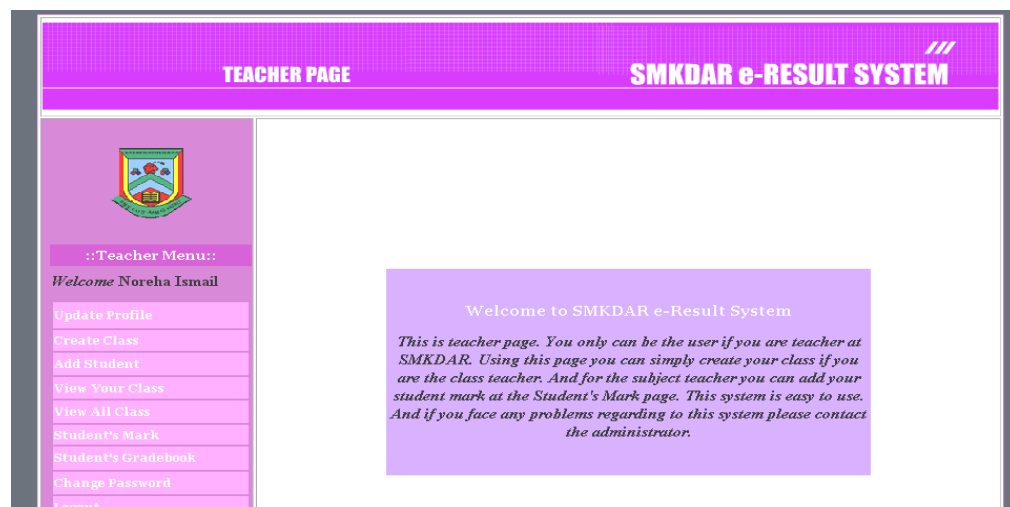 TEACHER PAGE
SMKDAR e-RESULT SYSTEM
::Teacher Menu::
Welcome Noreha Ismail
Update Profile
Create Class
Add Student
View Your Class
View All Class
Student's Mark
Student's Gradebook
Change Password
Logout
Welcome to SMKDAR e-Result System
This is teacher page. You only can be the user if you are teacher at
SMKDAR. Using this page you can simply create your class if you
are the class teacher. And for the subject teacher you can add your
student mark at the Student's Mark page. This system is easy to use.
And if you face any problems regarding to this system please contact
the administrator.